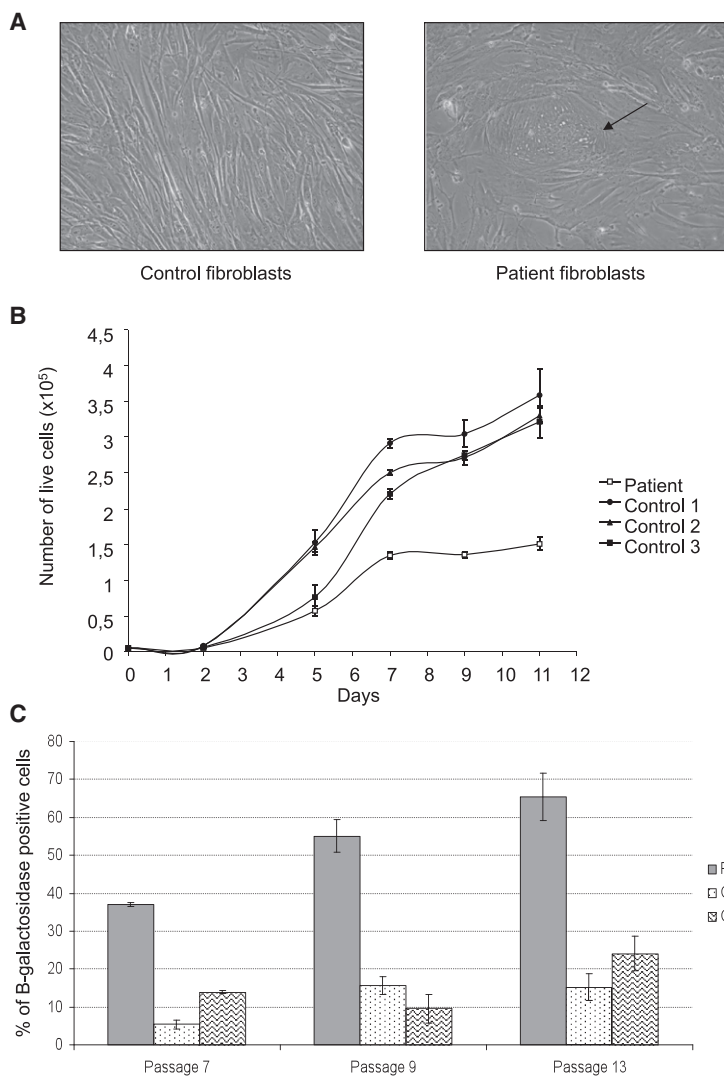 A
Control fibroblasts
Patient fibroblasts
B
Number of live cells (x10⁵)
4,5
4
3,5
3
2,5
2
1,5
1
0,5
0
0 1 2 3 4 5 6 7 8 9 10 11 12
Days
Patient
Control 1
Control 2
Control 3
C
% of B-galactosidase positive cells
80
70
60
50
40
30
20
10
0
Passage 7
Passage 9
Passage 13